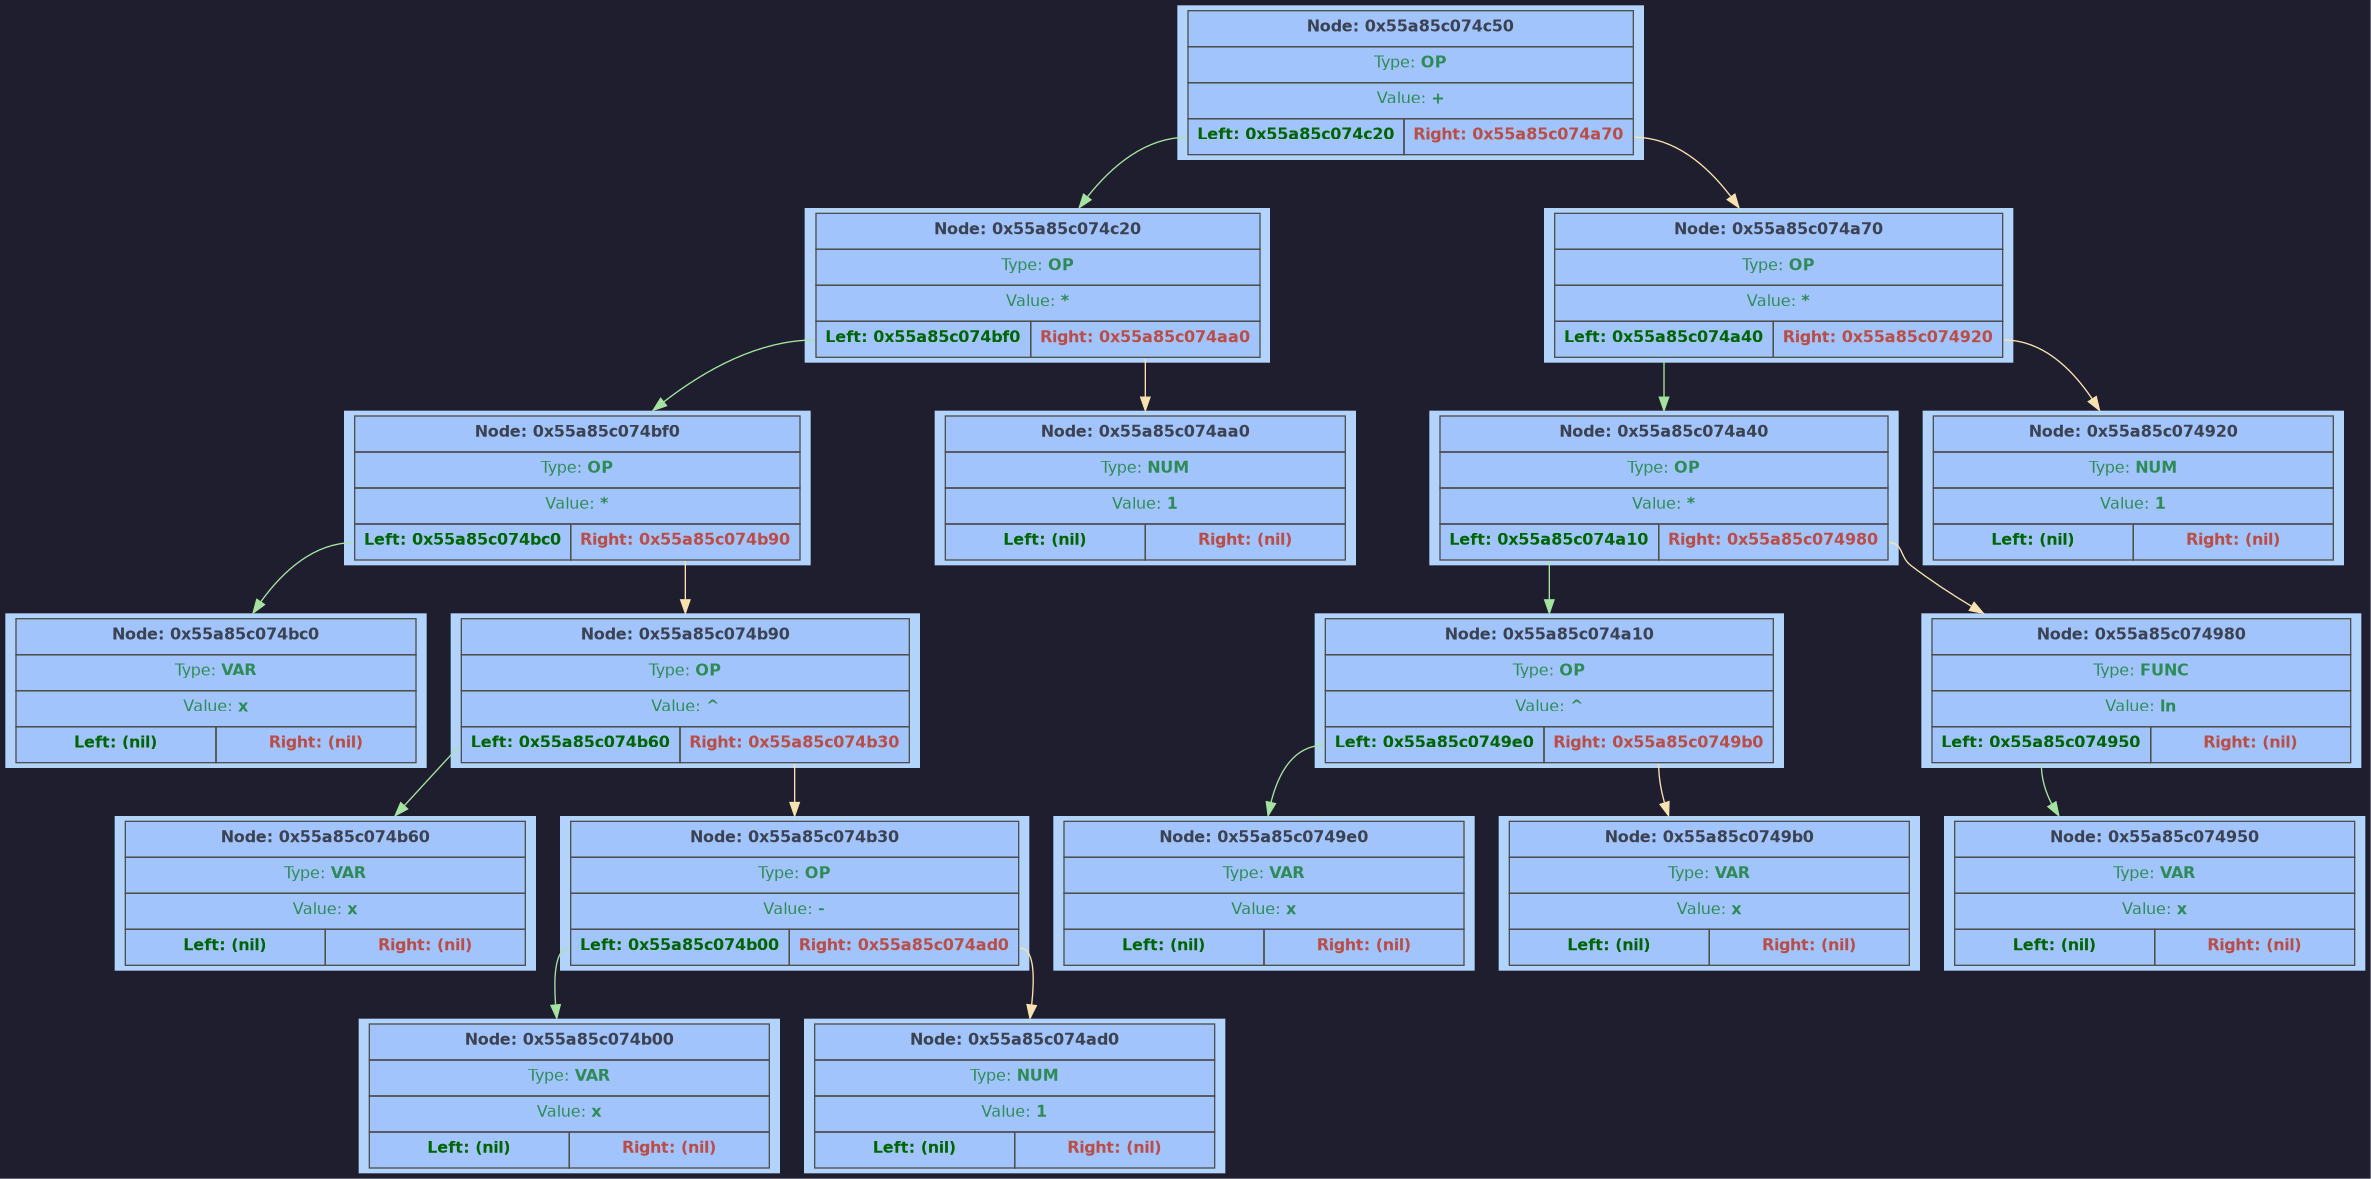 Node: 0x55a85c074c50
Type: OP
Value: +
Left: 0x55a85c074c20 Right: 0x55a85c074a70
Node: 0x55a85c074c20
Type: OP
Value: *
Left: 0x55a85c074bf0 Right: 0x55a85c074aa0
Node: 0x55a85c074a70
Type: OP
Value: *
Left: 0x55a85c074a40 Right: 0x55a85c074920
Node: 0x55a85c074bf0
Type: OP
Value: *
Left: 0x55a85c074bc0 Right: 0x55a85c074b90
Node: 0x55a85c074aa0
Type: NUM
Value: 1
Left: (nil) Right: (nil)
Node: 0x55a85c074a40
Type: OP
Value: *
Left: 0x55a85c074a10 Right: 0x55a85c074980
Node: 0x55a85c074920
Type: NUM
Value: 1
Left: (nil) Right: (nil)
Node: 0x55a85c074bc0
Type: VAR
Value: x
Left: (nil) Right: (nil)
Node: 0x55a85c074b90
Type: OP
Value: ^
Left: 0x55a85c074b60 Right: 0x55a85c074b30
Node: 0x55a85c074a10
Type: OP
Value: ^
Left: 0x55a85c0749e0 Right: 0x55a85c0749b0
Node: 0x55a85c074980
Type: FUNC
Value: ln
Left: 0x55a85c074950 Right: (nil)
Node: 0x55a85c074b60
Type: VAR
Value: x
Left: (nil) Right: (nil)
Node: 0x55a85c074b30
Type: OP
Value: -
Left: 0x55a85c074b00 Right: 0x55a85c074ad0
Node: 0x55a85c0749e0
Type: VAR
Value: x
Left: (nil) Right: (nil)
Node: 0x55a85c0749b0
Type: VAR
Value: x
Left: (nil) Right: (nil)
Node: 0x55a85c074950
Type: VAR
Value: x
Left: (nil) Right: (nil)
Node: 0x55a85c074b00
Type: VAR
Value: x
Left: (nil) Right: (nil)
Node: 0x55a85c074ad0
Type: NUM
Value: 1
Left: (nil) Right: (nil)